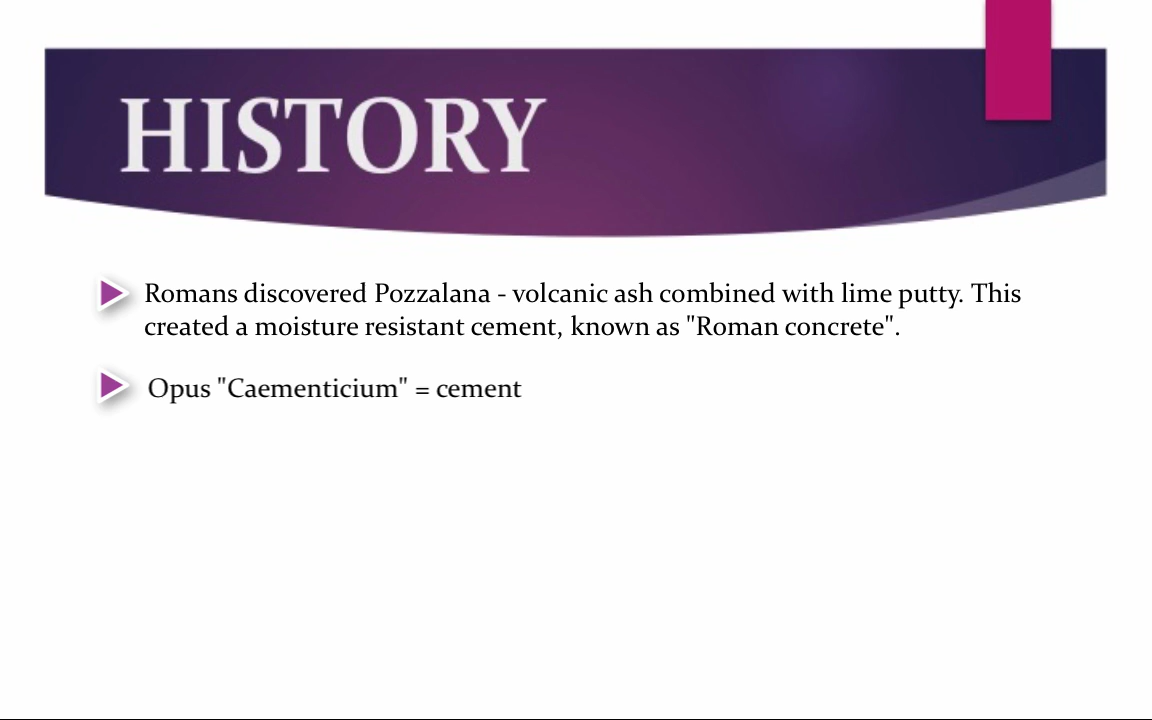 HISTORY
Romans discovered Pozzalana - volcanic ash combined with lime putty. This
created a moisture resistant cement, known as "Roman concrete".
Opus "Caementicium" = cement